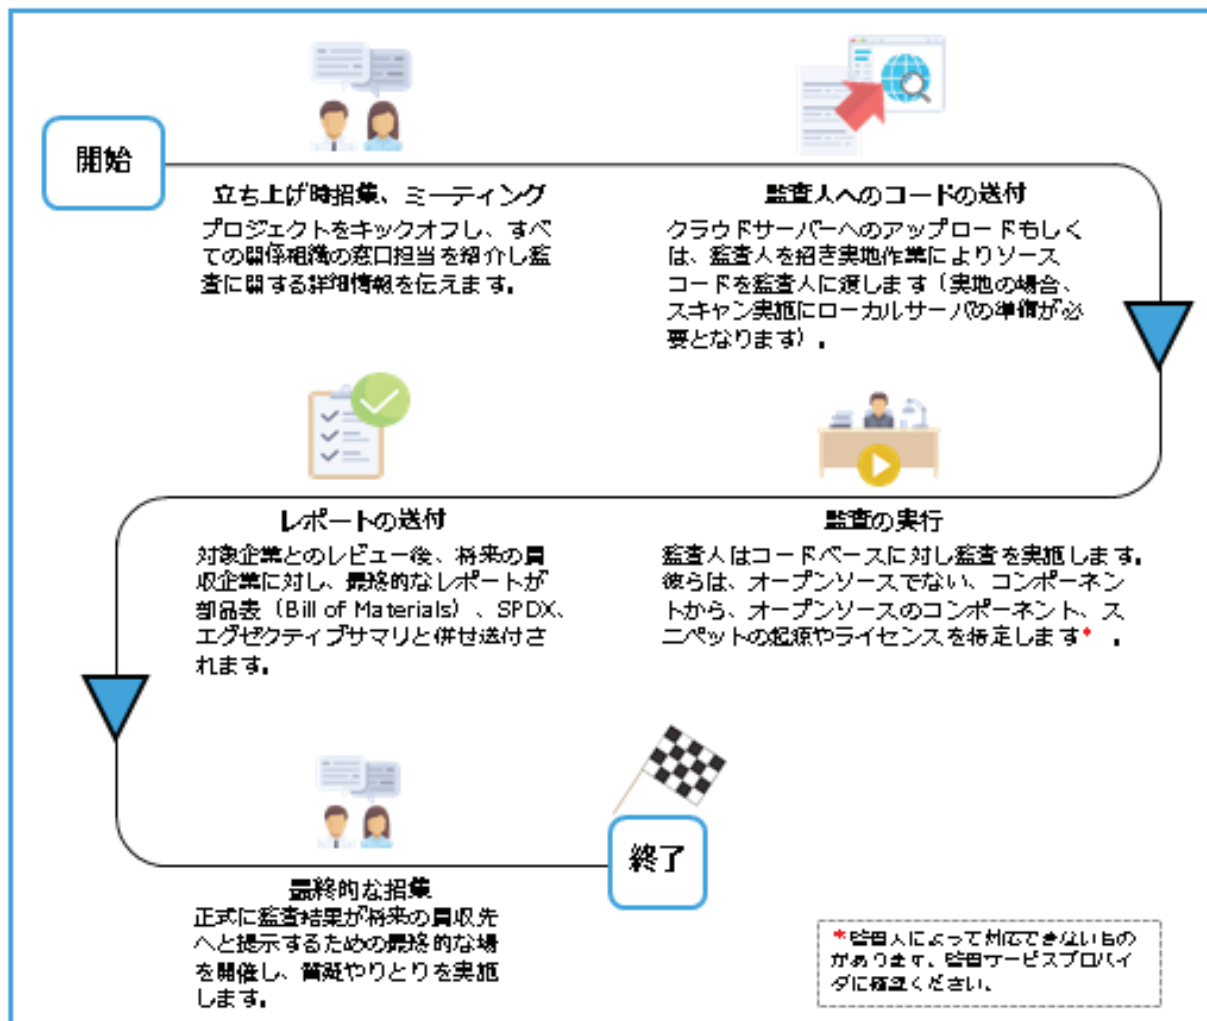 開始
立ち上げ時招集、ミーティング
プロジェクトをキックオフし、すべ
ての関係組織の窓口担当を紹介し監
査に関する詳細情報を伝えます。
監査人へのコードの送付
クラウドサーバーへのアップロードもしく
は、監査人を招き実地作業によりソース
コードを監査人に渡します（実地の場合、
スキャン実施にローカルサーバの準備が必
要となります）.
監査の実行
監査人はコードベースに対し監査を実施します。
彼らは、オープンソースでない、コンポーネン
トから、オープンソースのコンポーネント、ス
ニペットの起源やライセンスを特定します* .
レポートの送付
対象企業とのレビュー後、将来の買
収企業に対し、最終的なレポートが
部品表（Bill of Materials）、SPDX、
エグゼクティブサマリと併せ送付さ
れます。
最終的な招集
正式に監査結果が将来の買収先
へと提示するための最終的な場
を開催し、質疑やりとりを実施
します。
終了
*監査人によって対応できないもの
があります、監査サービスプロバイ
ダに確認ください。